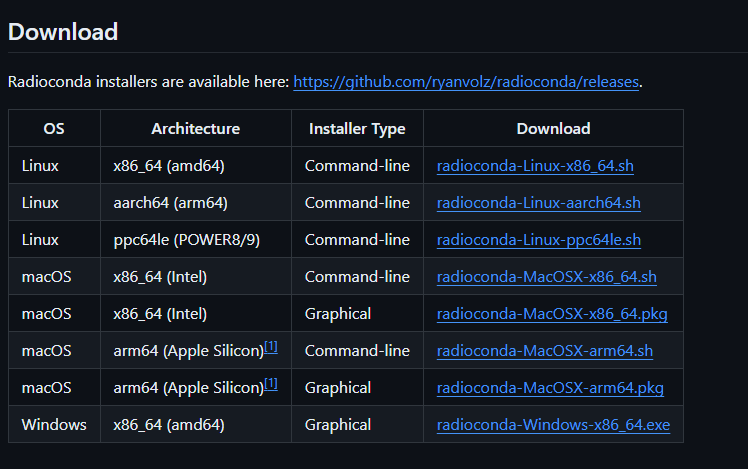 Download
Radioconda installers are available here: https://github.com/ryanvolz/radioconda/releases.
OS Architecture Installer Type Download
Linux x86_64 (amd64) Command-line radioconda-Linux-x86_64.sh
Linux aarch64 (arm64) Command-line radioconda-Linux-aarch64.sh
Linux ppc64le (POWER8/9) Command-line radioconda-Linux-ppc64le.sh
macOS x86_64 (Intel) Command-line radioconda-MacOSX-x86_64.sh
macOS x86_64 (Intel) Graphical radioconda-MacOSX-x86_64.pkg
macOS arm64 (Apple Silicon)[1] Command-line radioconda-MacOSX-arm64.sh
macOS arm64 (Apple Silicon)[1] Graphical radioconda-MacOSX-arm64.pkg
Windows x86_64 (amd64) Graphical radioconda-Windows-x86_64.exe